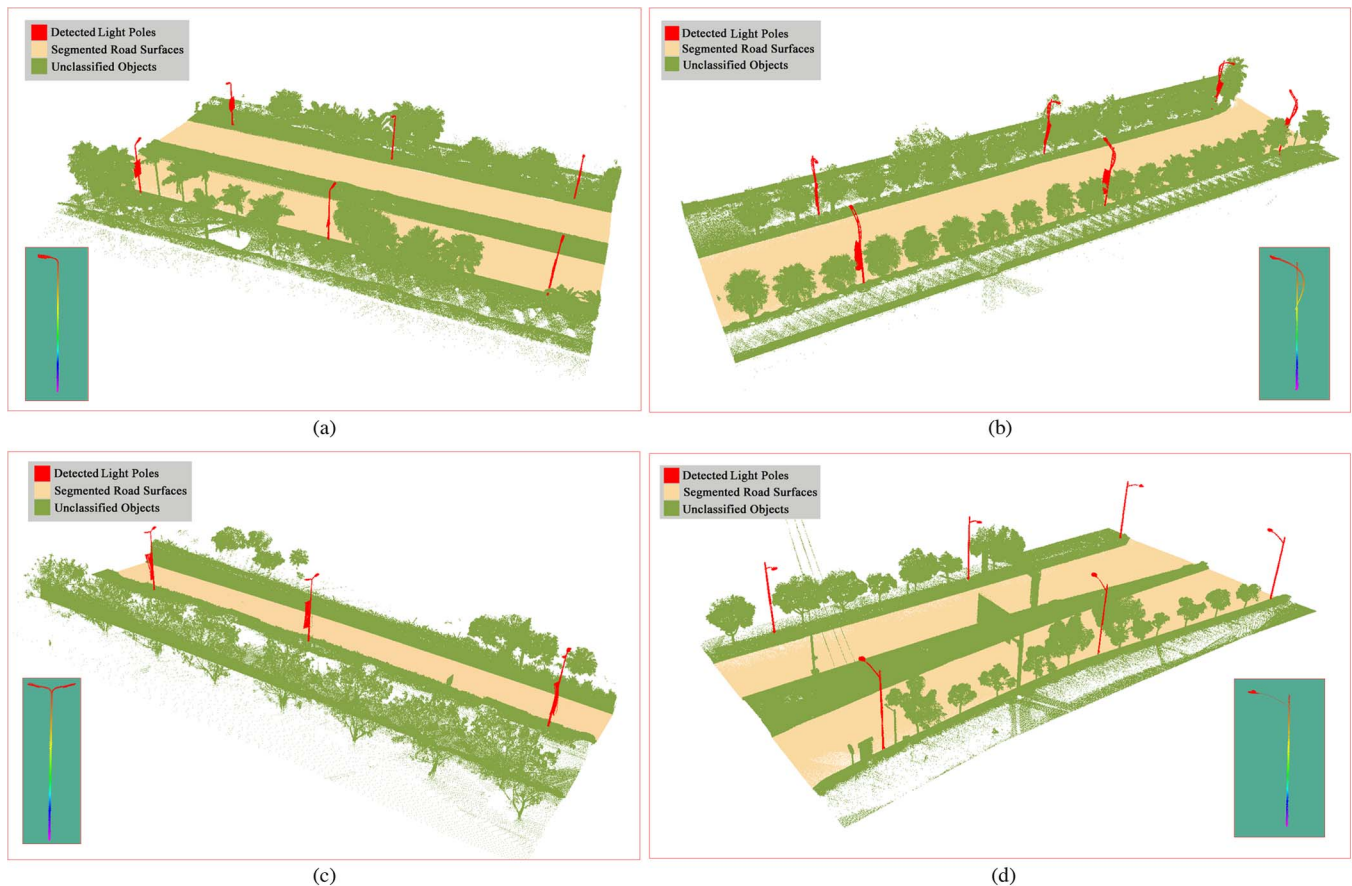 Detected Light Poles
Segmented Road Surfaces
Unclassified Objects
Detected Light Poles
Segmented Road Surfaces
Unclassified Objects
(a)
(b)
Detected Light Poles
Segmented Road Surfaces
Unclassified Objects
Detected Light Poles
Segmented Road Surfaces
Unclassified Objects
(c)
(d)